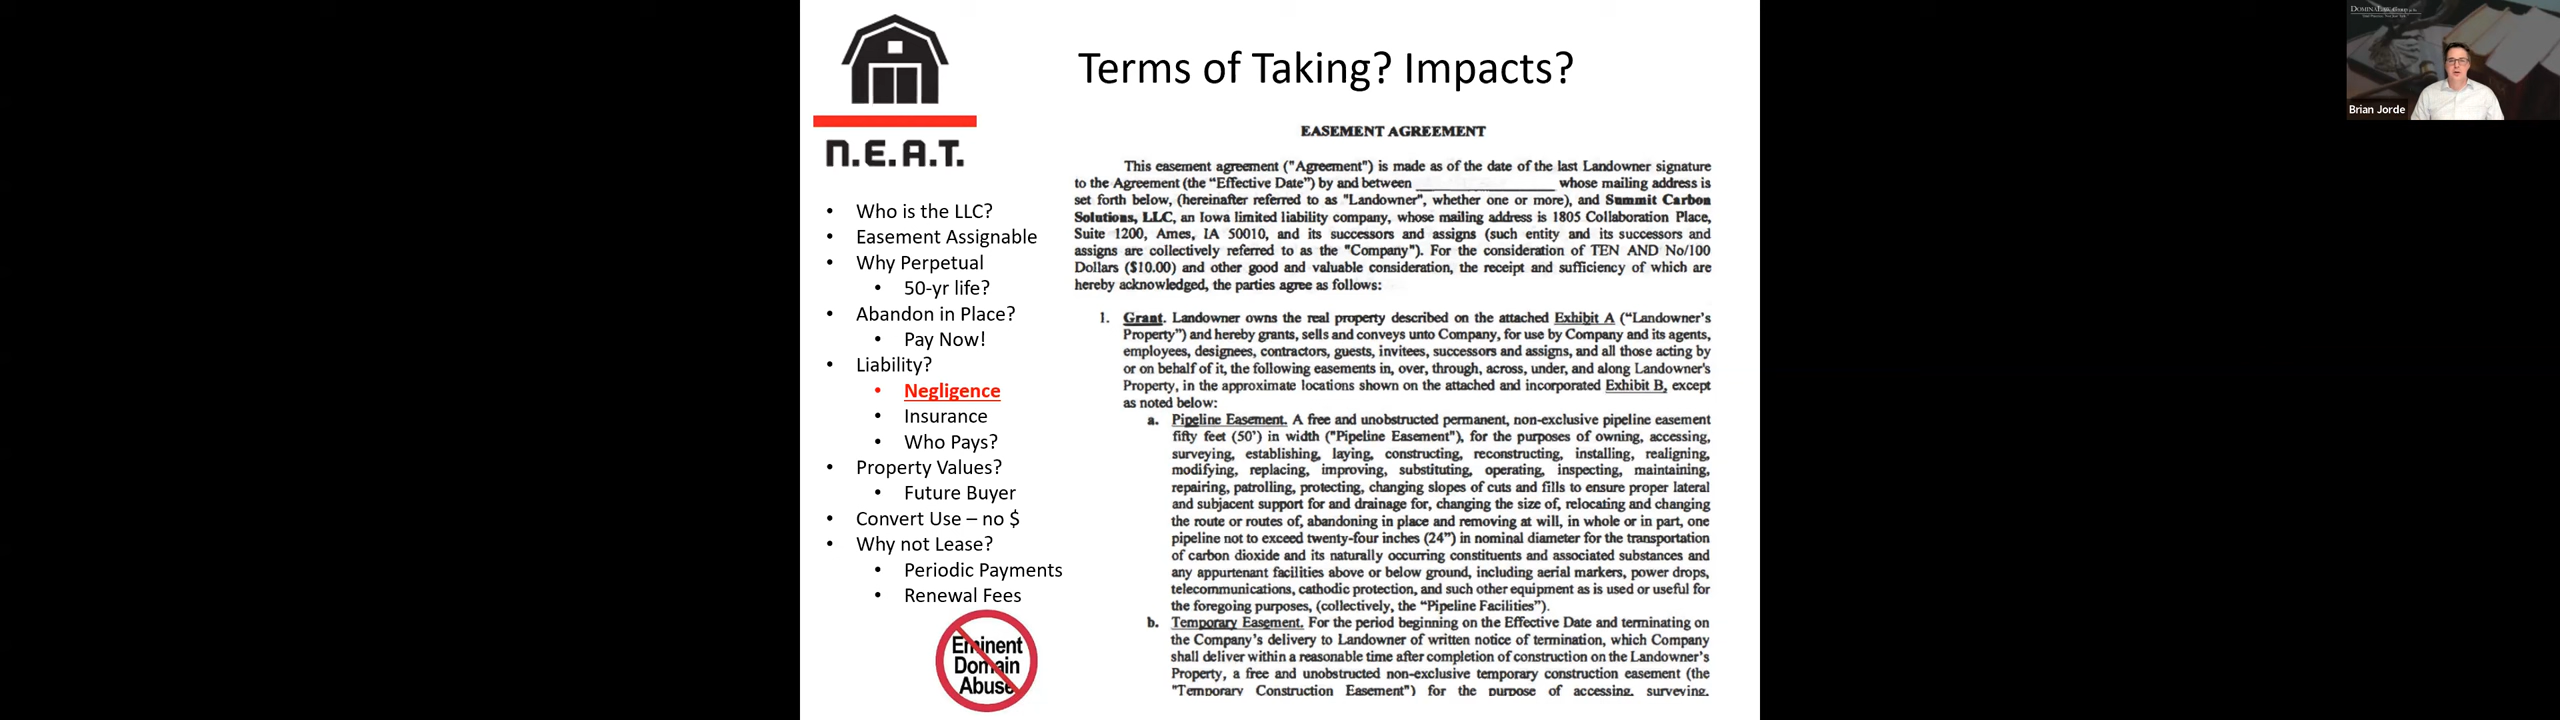 Terms of Taking? Impacts?
n.E.A.T.
• Who is the LLC?
• Easement Assignable
• Why Perpetual
• 50-yr life?
• Abandon in Place?
• Pay Now!
• Liability?
• Negligence
• Insurance
• Who Pays?
• Property Values?
• Future Buyer
• Convert Use – no $
• Why not Lease?
• Periodic Payments
• Renewal Fees
Eminent
Domain
Abuse
EASEMENT AGREEMENT
This easement agreement ("Agreement") is made as of the date of the last Landowner signature
to the Agreement (the "Effective Date") by and between ______________ whose mailing address is
set forth below, (hereinafter referred to as "Landowner", whether one or more), and Summit Carbon
Solutions, LLC, an Iowa limited liability company, whose mailing address is 1805 Collaboration Place,
Suite 1200, Ames, IA 50010, and its successors and assigns (such entity and its successors and
assigns are collectively referred to as the "Company"). For the consideration of TEN AND No/100
Dollars ($10.00) and other good and valuable consideration, the receipt and sufficiency of which are
hereby acknowledged, the parties agree as follows:
1. Grant. Landowner owns the real property described on the attached Exhibit A ("Landowner's
Property") and hereby grants, sells and conveys unto Company, for use by Company and its agents,
employees, designees, contractors, guests, invitees, successors and assigns, and all those acting by
or on behalf of it, the following easements in, over, through, across, under, and along Landowner's
Property, in the approximate locations shown on the attached and incorporated Exhibit B, except
as noted below:
a. Pipeline Easement. A free and unobstructed permanent, non-exclusive pipeline easement
fifty feet (50') in width ("Pipeline Easement"), for the purposes of owning, accessing,
surveying, establishing, laying, constructing, reconstructing, installing, realigning,
modifying, replacing, improving, substituting, operating, inspecting, maintaining,
repairing, patrolling, protecting, changing slopes of cuts and fills to ensure proper lateral
and subjacent support for and drainage for, changing the size of, relocating and changing
the route or routes of, abandoning in place and removing at will, in whole or in part, one
pipeline not to exceed twenty-four inches (24") in nominal diameter for the transportation
of carbon dioxide and its naturally occurring constituents and associated substances and
any appurtenant facilities above or below ground, including aerial markers, power drops,
telecommunications, cathodic protection, and such other equipment as is used or useful for
the foregoing purposes, (collectively, the "Pipeline Facilities").
b. Temporary Easement. For the period beginning on the Effective Date and terminating on
the Company's delivery to Landowner of written notice of termination, which Company
shall deliver within a reasonable time after completion of construction on the Landowner's
Property, a free and unobstructed non-exclusive temporary construction easement (the
"Temporary Construction Easement") for the purpose of accessing, surveying,
Brian Jorde